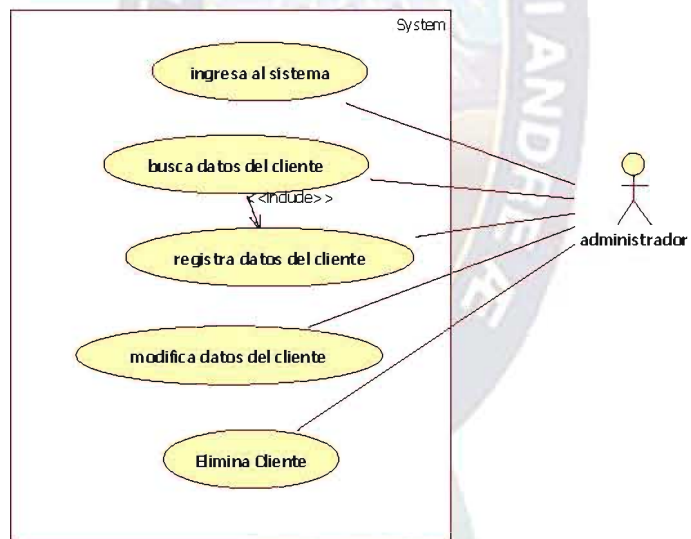 System
ingresa al sistema
busca datos del cliente
<<include>>
registra datos del cliente
administrador
modifica datos del cliente
Elimina Cliente